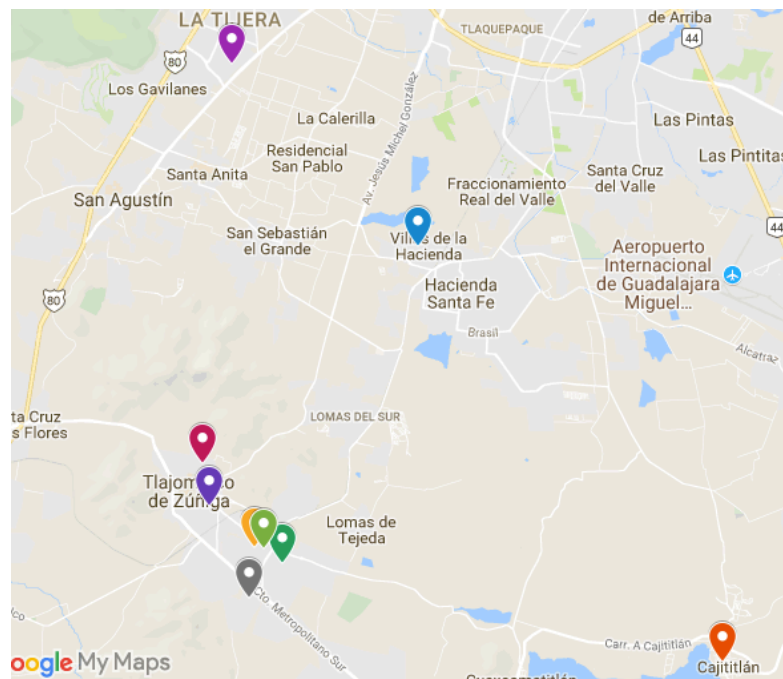 LA TIJERA
TLAQUEPAQUE
de Arriba
44
80
Los Gavilanes
La Calerilla
Las Pintas
Av. Jesús Michel González
Residencial
San Pablo
Las Pintitas
Santa Anita
Fraccionamiento
Real del Valle
Santa Cruz
del Valle
San Agustín
44
San Sebastián
el Grande
de la
Hacienda
Aeropuerto
Internacional
de Guadalajara
Miguel...
Hacienda
Santa Fe
80
Brasil
Alcatraz
ta Cruz
s Flores
LOMAS DEL SUR
de Zúñiga
Lomas de
Tejeda
Cto. Metropolitano Sur
co
Carr. A Cajititlán
oogle My Maps
Cajititlán